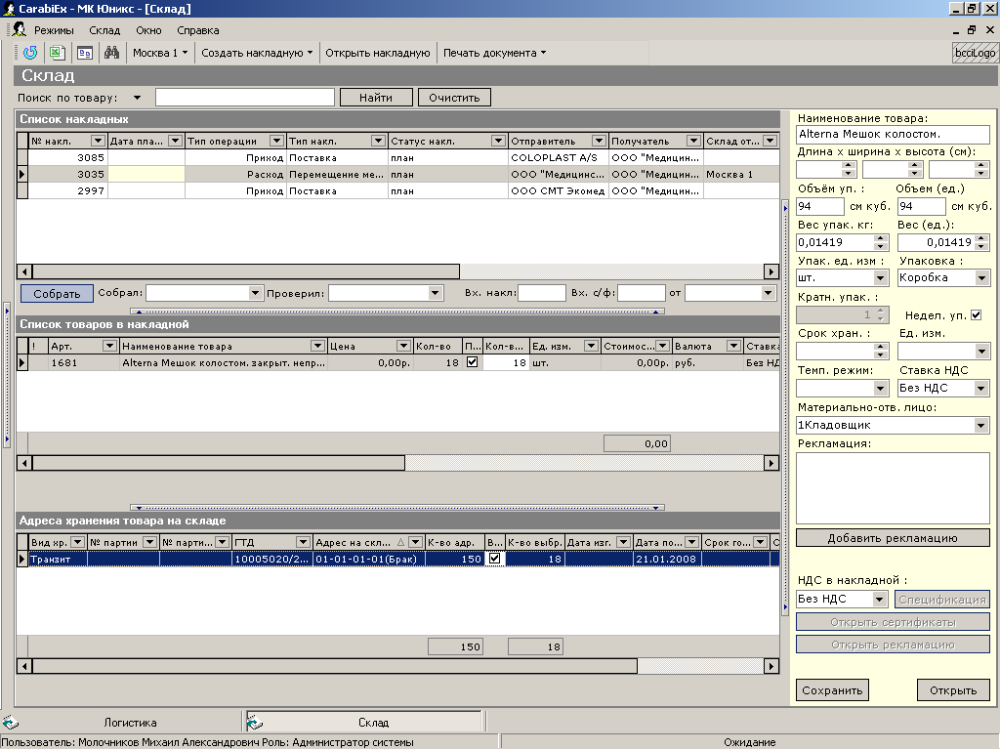 CarabiEx - МК Юникс - [Склад]
Режимы Склад Окно Справка
Москва 1 Создать накладную Открыть накладную Печать документа bcciLogo
Склад
Поиск по товару: Найти Очистить
Список накладных
№ накл. Дата пла... Тип операции Тип накл. Статус накл. Отправитель Получатель Склад от...
3085 Приход Поставка план COLOPLAST A/S ООО "Медицин...
3035 Расход Перемещение ме... план ООО "Медицинс... ООО "Медицин... Москва 1
2997 Приход Поставка план ООО СМТ Экомед ООО "Медицин...
Собрать Собрал: Проверил: Вх. накл: Вх. с/ф: от
Список товаров в накладной
! Арт. Наименование товара Цена Кол-во П... Кол-в... Ед. изм. Стоимос... Валюта Ставка
1681 Alterna Мешок колостом. закрыт. непр... 0,00р. 18 18 шт. 0,00р. руб. Без НД
0,00
Адреса хранения товара на складе
Вид хр. № партии № парти... ГТД Адрес на скл... К-во адр. В... К-во выбр. Дата изг. Дата по... Срок го... С
Транзит 10005020/2... 01-01-01-01(Брак) 150 18 21.01.2008
150 18
Наименование товара:
Alterna Мешок колостом.
Длина х ширина х высота (см):
Объём уп. : Объем (ед.)
94 см куб. 94 см куб.
Вес упак. кг: Вес (ед.):
0,01419 0,01419
Упак. ед. изм : Упаковка :
шт. Коробка
Кратн. упак. :
1 Недел. уп.
Срок хран. : Ед. изм.
Темп. режим: Ставка НДС
Без НДС
Материально-отв. лицо:
1Кладовщик
Рекламация:
Добавить рекламацию
НДС в накладной :
Без НДС Спецификация
Открыть сертификаты
Открыть рекламацию
Сохранить Открыть
Логистика Склад
Пользователь: Молочников Михаил Александрович Роль: Администратор системы Ожидание